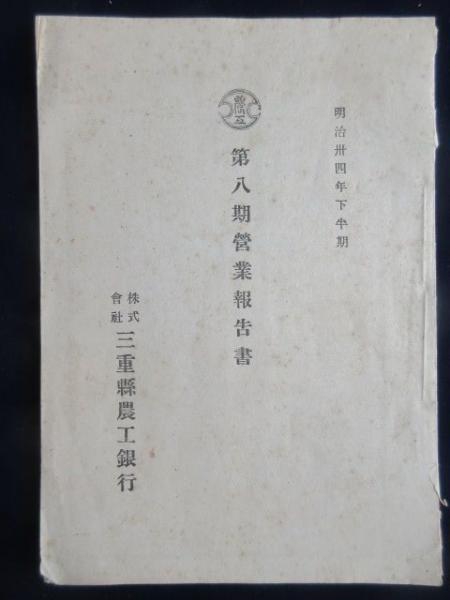 明治卅四年下半期
第八期營業報告書
株式會社三重縣農工銀行